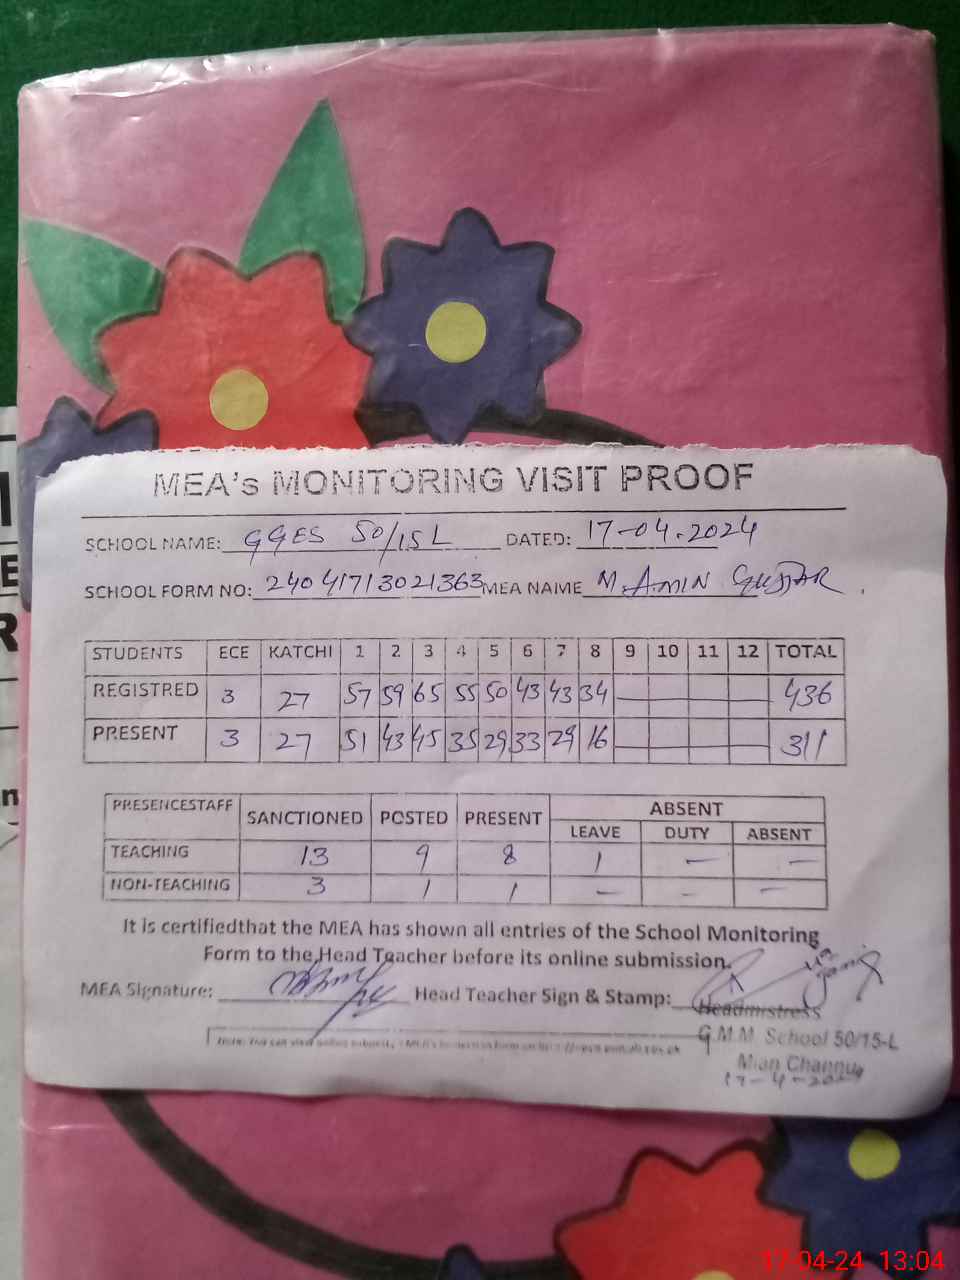 MEA's MONITORING VISIT PROOF
SCHOOL NAME: GGES 50/15L DATED: 17-04-2024
SCHOOL FORM NO: 24041713021363 MEA NAME M. AMIN GUJJAR
STUDENTS ECE KATCHI 1 2 3 4 5 6 7 8 9 10 11 12 TOTAL
REGISTRED 3 27 57 59 65 55 50 43 43 34 436
PRESENT 3 27 51 43 45 35 29 33 29 16 311
PRESENCESTAFF SANCTIONED POSTED PRESENT ABSENT
LEAVE DUTY ABSENT
TEACHING 13 9 8 1 — —
NON-TEACHING 3 1 1 — — —
It is certifiedthat the MEA has shown all entries of the School Monitoring
Form to the Head Teacher before its online submission.
MEA Signature: Head Teacher Sign & Stamp:
Headmistress
G.M.M. School 50/15-L
Mian Channu
17-4-2024
17-04-24 13:04